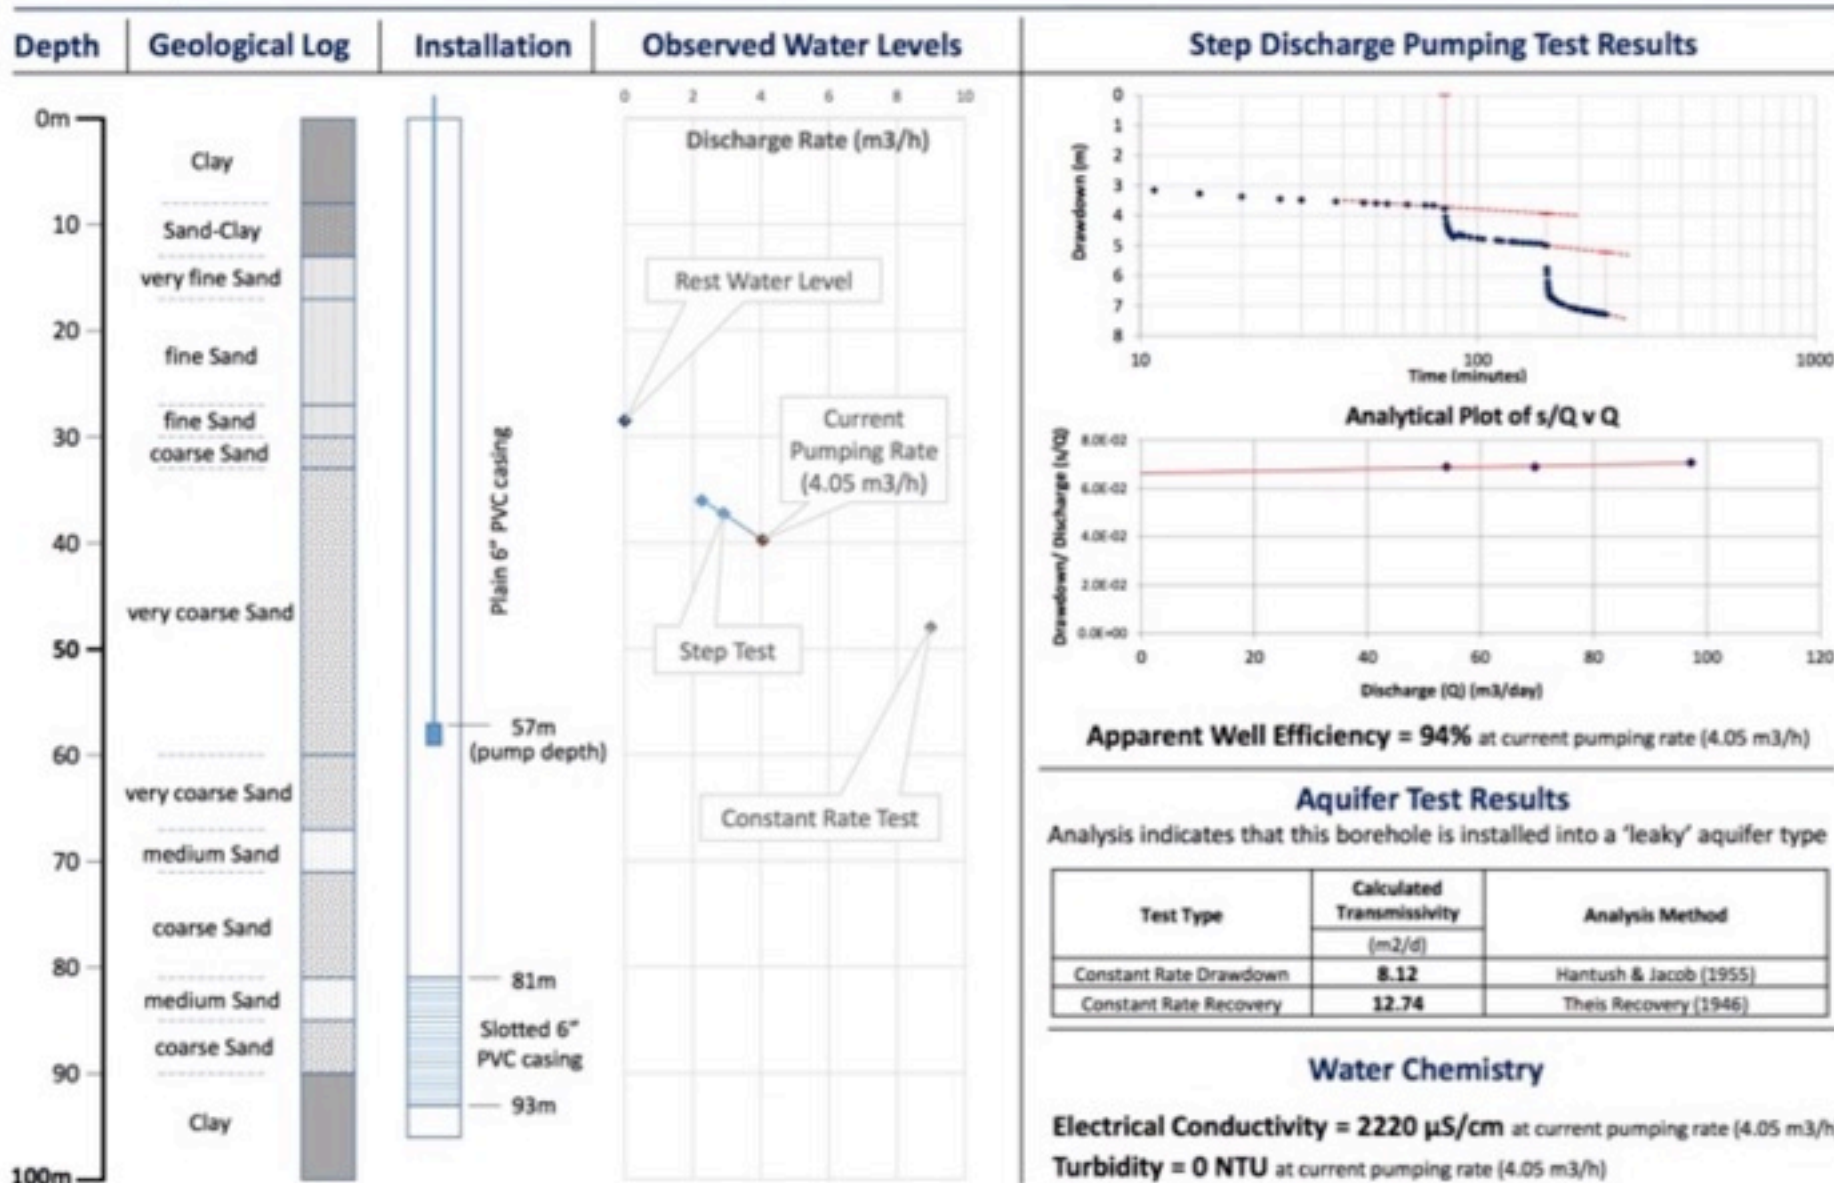 Depth
Geological Log
Installation
Observed Water Levels
Step Discharge Pumping Test Results
0m
10
20
30
40
50
60
70
80
90
100m
Clay
Sand-Clay
very fine Sand
fine Sand
fine Sand
coarse Sand
very coarse Sand
very coarse Sand
medium Sand
coarse Sand
medium Sand
coarse Sand
Clay
Plain 6" PVC casing
57m
(pump depth)
81m
Slotted 6"
PVC casing
93m
0 2 4 6 8 10
Discharge Rate (m3/h)
Rest Water Level
Current
Pumping Rate
(4.05 m3/h)
Step Test
Constant Rate Test
Drawdown (m)
0
1
2
3
4
5
6
7
8
10 100 1000
Time (minutes)
Analytical Plot of s/Q v Q
Drawdown/ Discharge (s/Q)
8.0E-02
6.0E-02
4.0E-02
2.0E-02
0.0E+00
0 20 40 60 80 100 120
Discharge (Q) (m3/day)
Apparent Well Efficiency = 94% at current pumping rate (4.05 m3/h)
Aquifer Test Results
Analysis indicates that this borehole is installed into a 'leaky' aquifer type
Test Type
Calculated
Transmissivity
(m2/d)
Analysis Method
Constant Rate Drawdown 8.12 Hantush & Jacob (1955)
Constant Rate Recovery 12.74 Theis Recovery (1946)
Water Chemistry
Electrical Conductivity = 2220 µS/cm at current pumping rate (4.05 m3/h
Turbidity = 0 NTU at current pumping rate (4.05 m3/h)